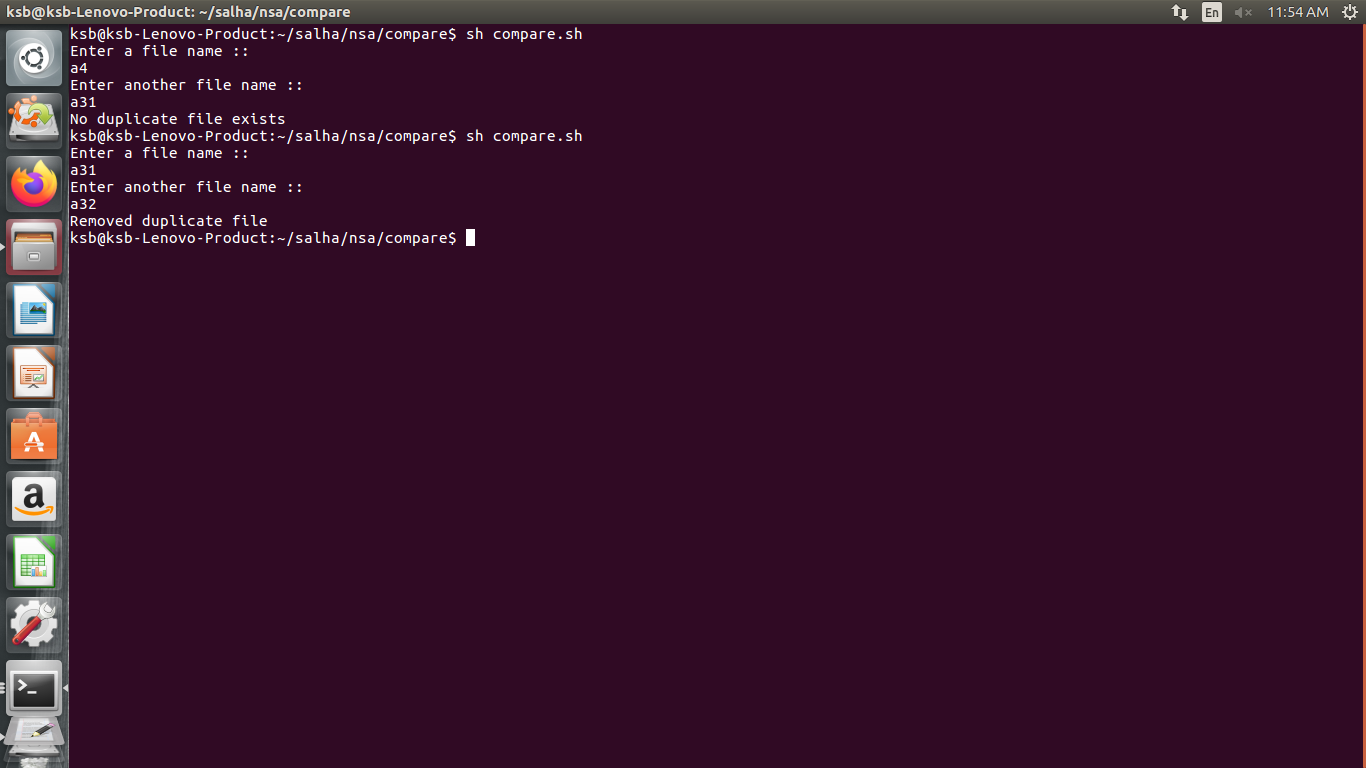 ksb@ksb-Lenovo-Product: ~/salha/nsa/compare
En
11:54 AM
ksb@ksb-Lenovo-Product:~/salha/nsa/compare$ sh compare.sh
Enter a file name ::
a4
Enter another file name ::
a31
No duplicate file exists
ksb@ksb-Lenovo-Product:~/salha/nsa/compare$ sh compare.sh
Enter a file name ::
a31
Enter another file name ::
a32
Removed duplicate file
ksb@ksb-Lenovo-Product:~/salha/nsa/compare$